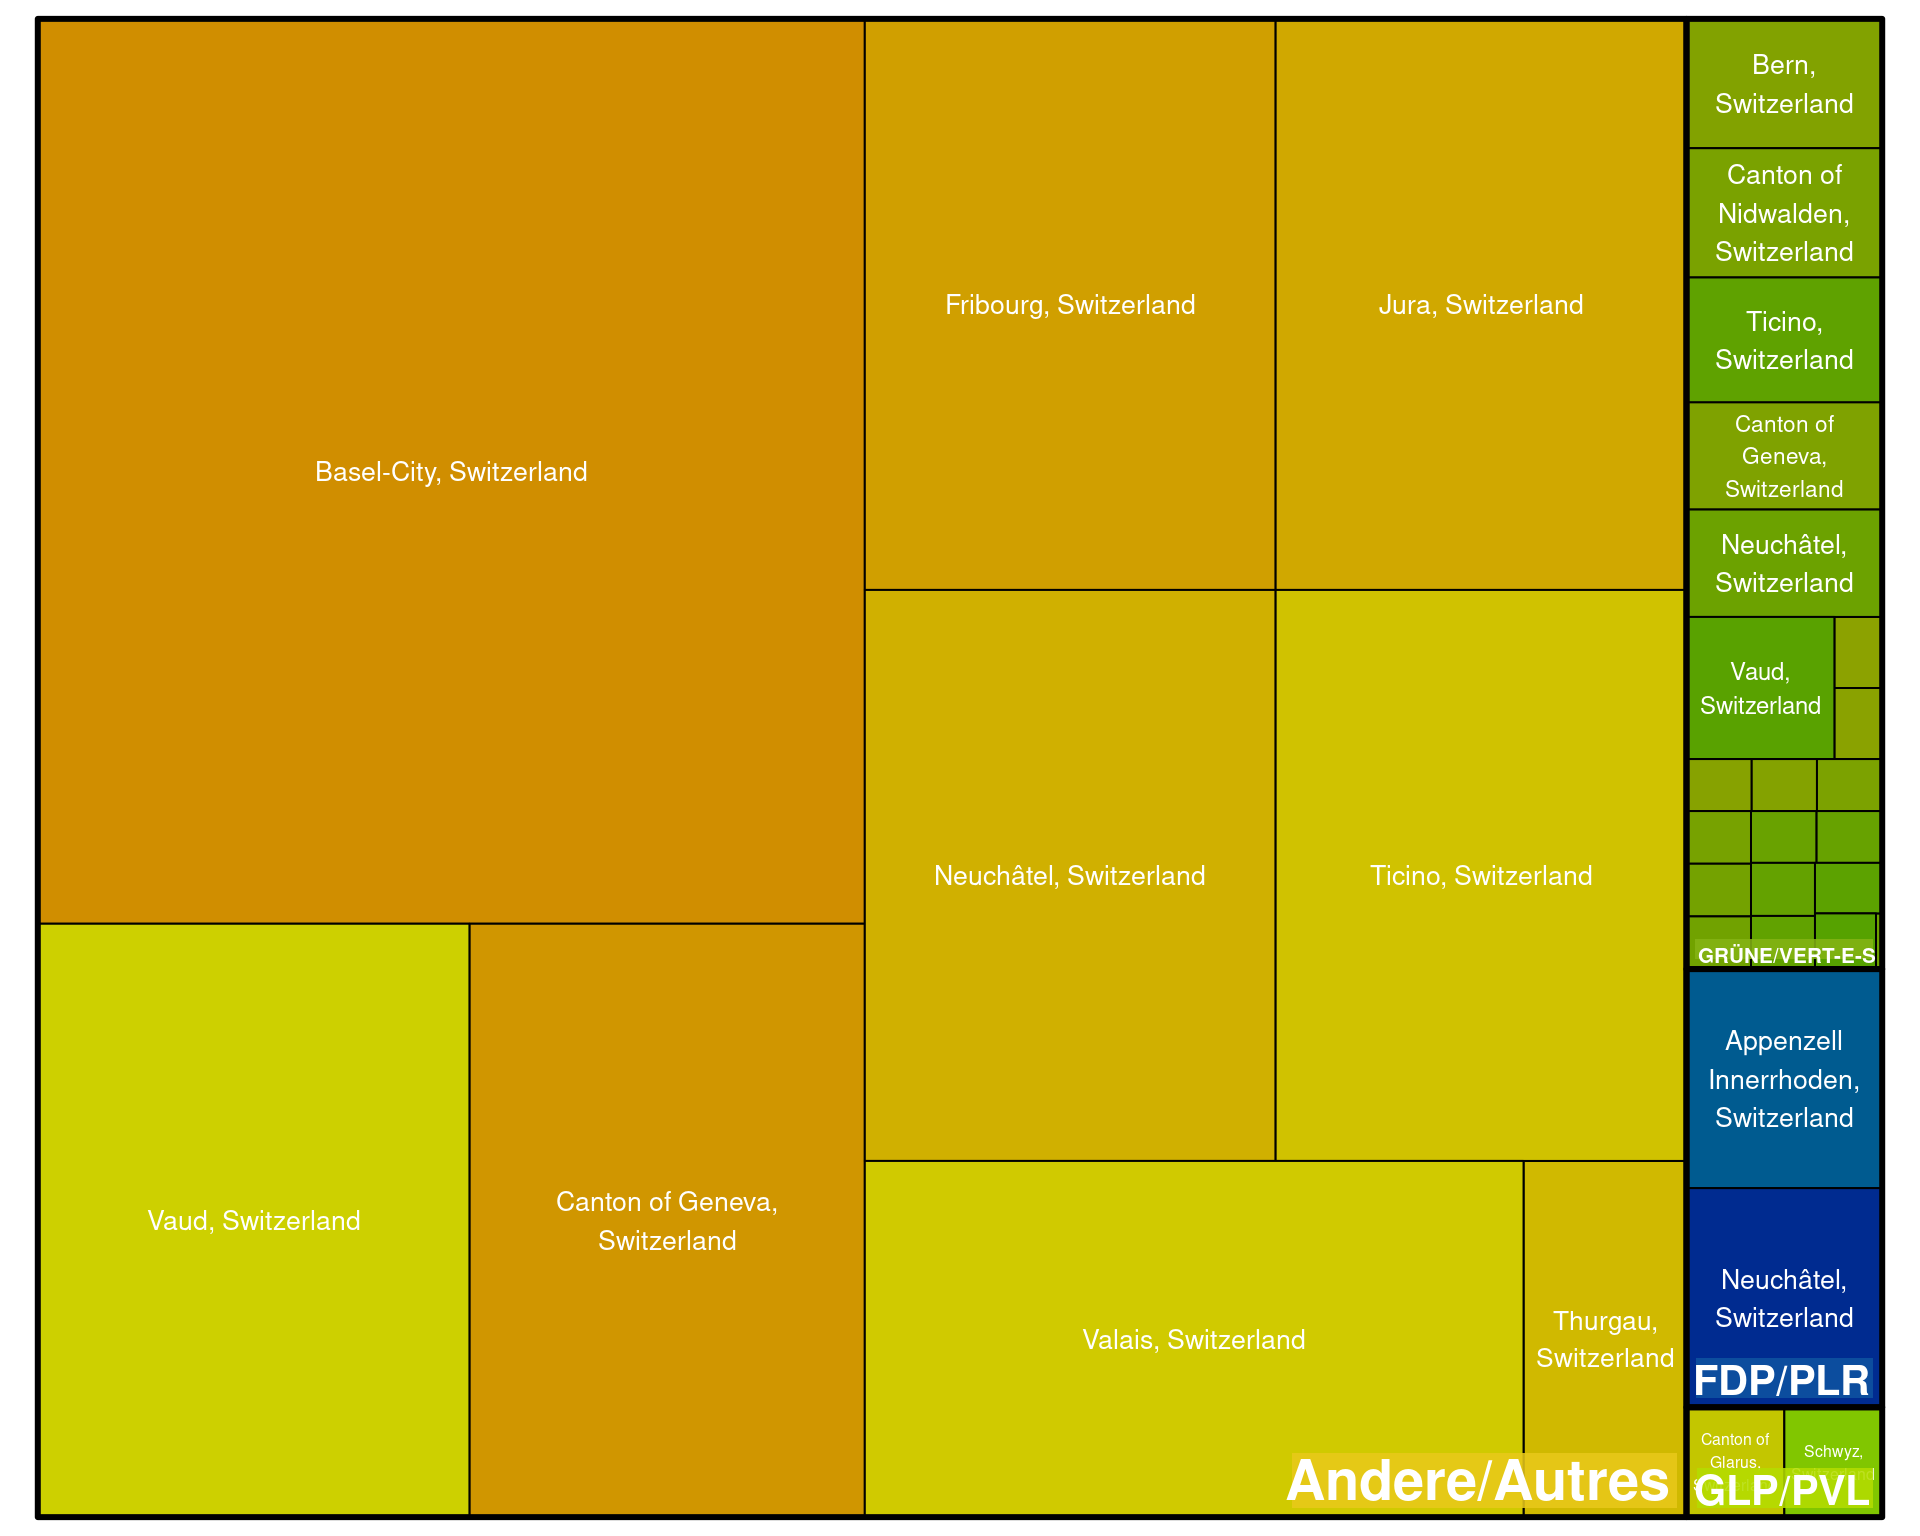 Basel-City, Switzerland
Fribourg, Switzerland
Jura, Switzerland
Neuchâtel, Switzerland
Ticino, Switzerland
Vaud, Switzerland
Canton of Geneva,
Switzerland
Valais, Switzerland
Thurgau,
Switzerland
Andere/Autres
Bern,
Switzerland
Canton of
Nidwalden,
Switzerland
Ticino,
Switzerland
Canton of
Geneva,
Switzerland
Neuchâtel,
Switzerland
Vaud,
Switzerland
GRÜNE/VERT-E-S
Appenzell
Innerrhoden,
Switzerland
Neuchâtel,
Switzerland
FDP/PLR
Canton of
Glarus,
Schwyz,
GLP/PVL